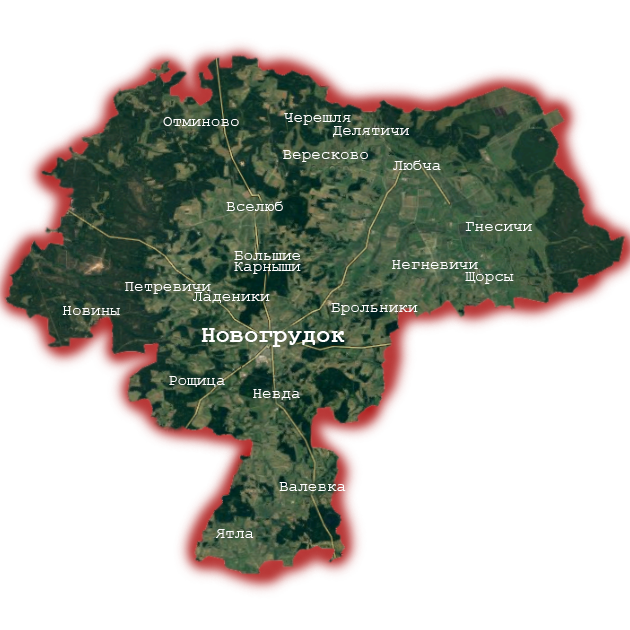 Отминово
Черешля
Делятичи
Вересково
Любча
Вселюб
Гнесичи
Большие
Карныши
Негневичи
Щорсы
Петревичи
Ладеники
Новины
Брольники
Новогрудок
Рощица
Невда
Валевка
Ятла